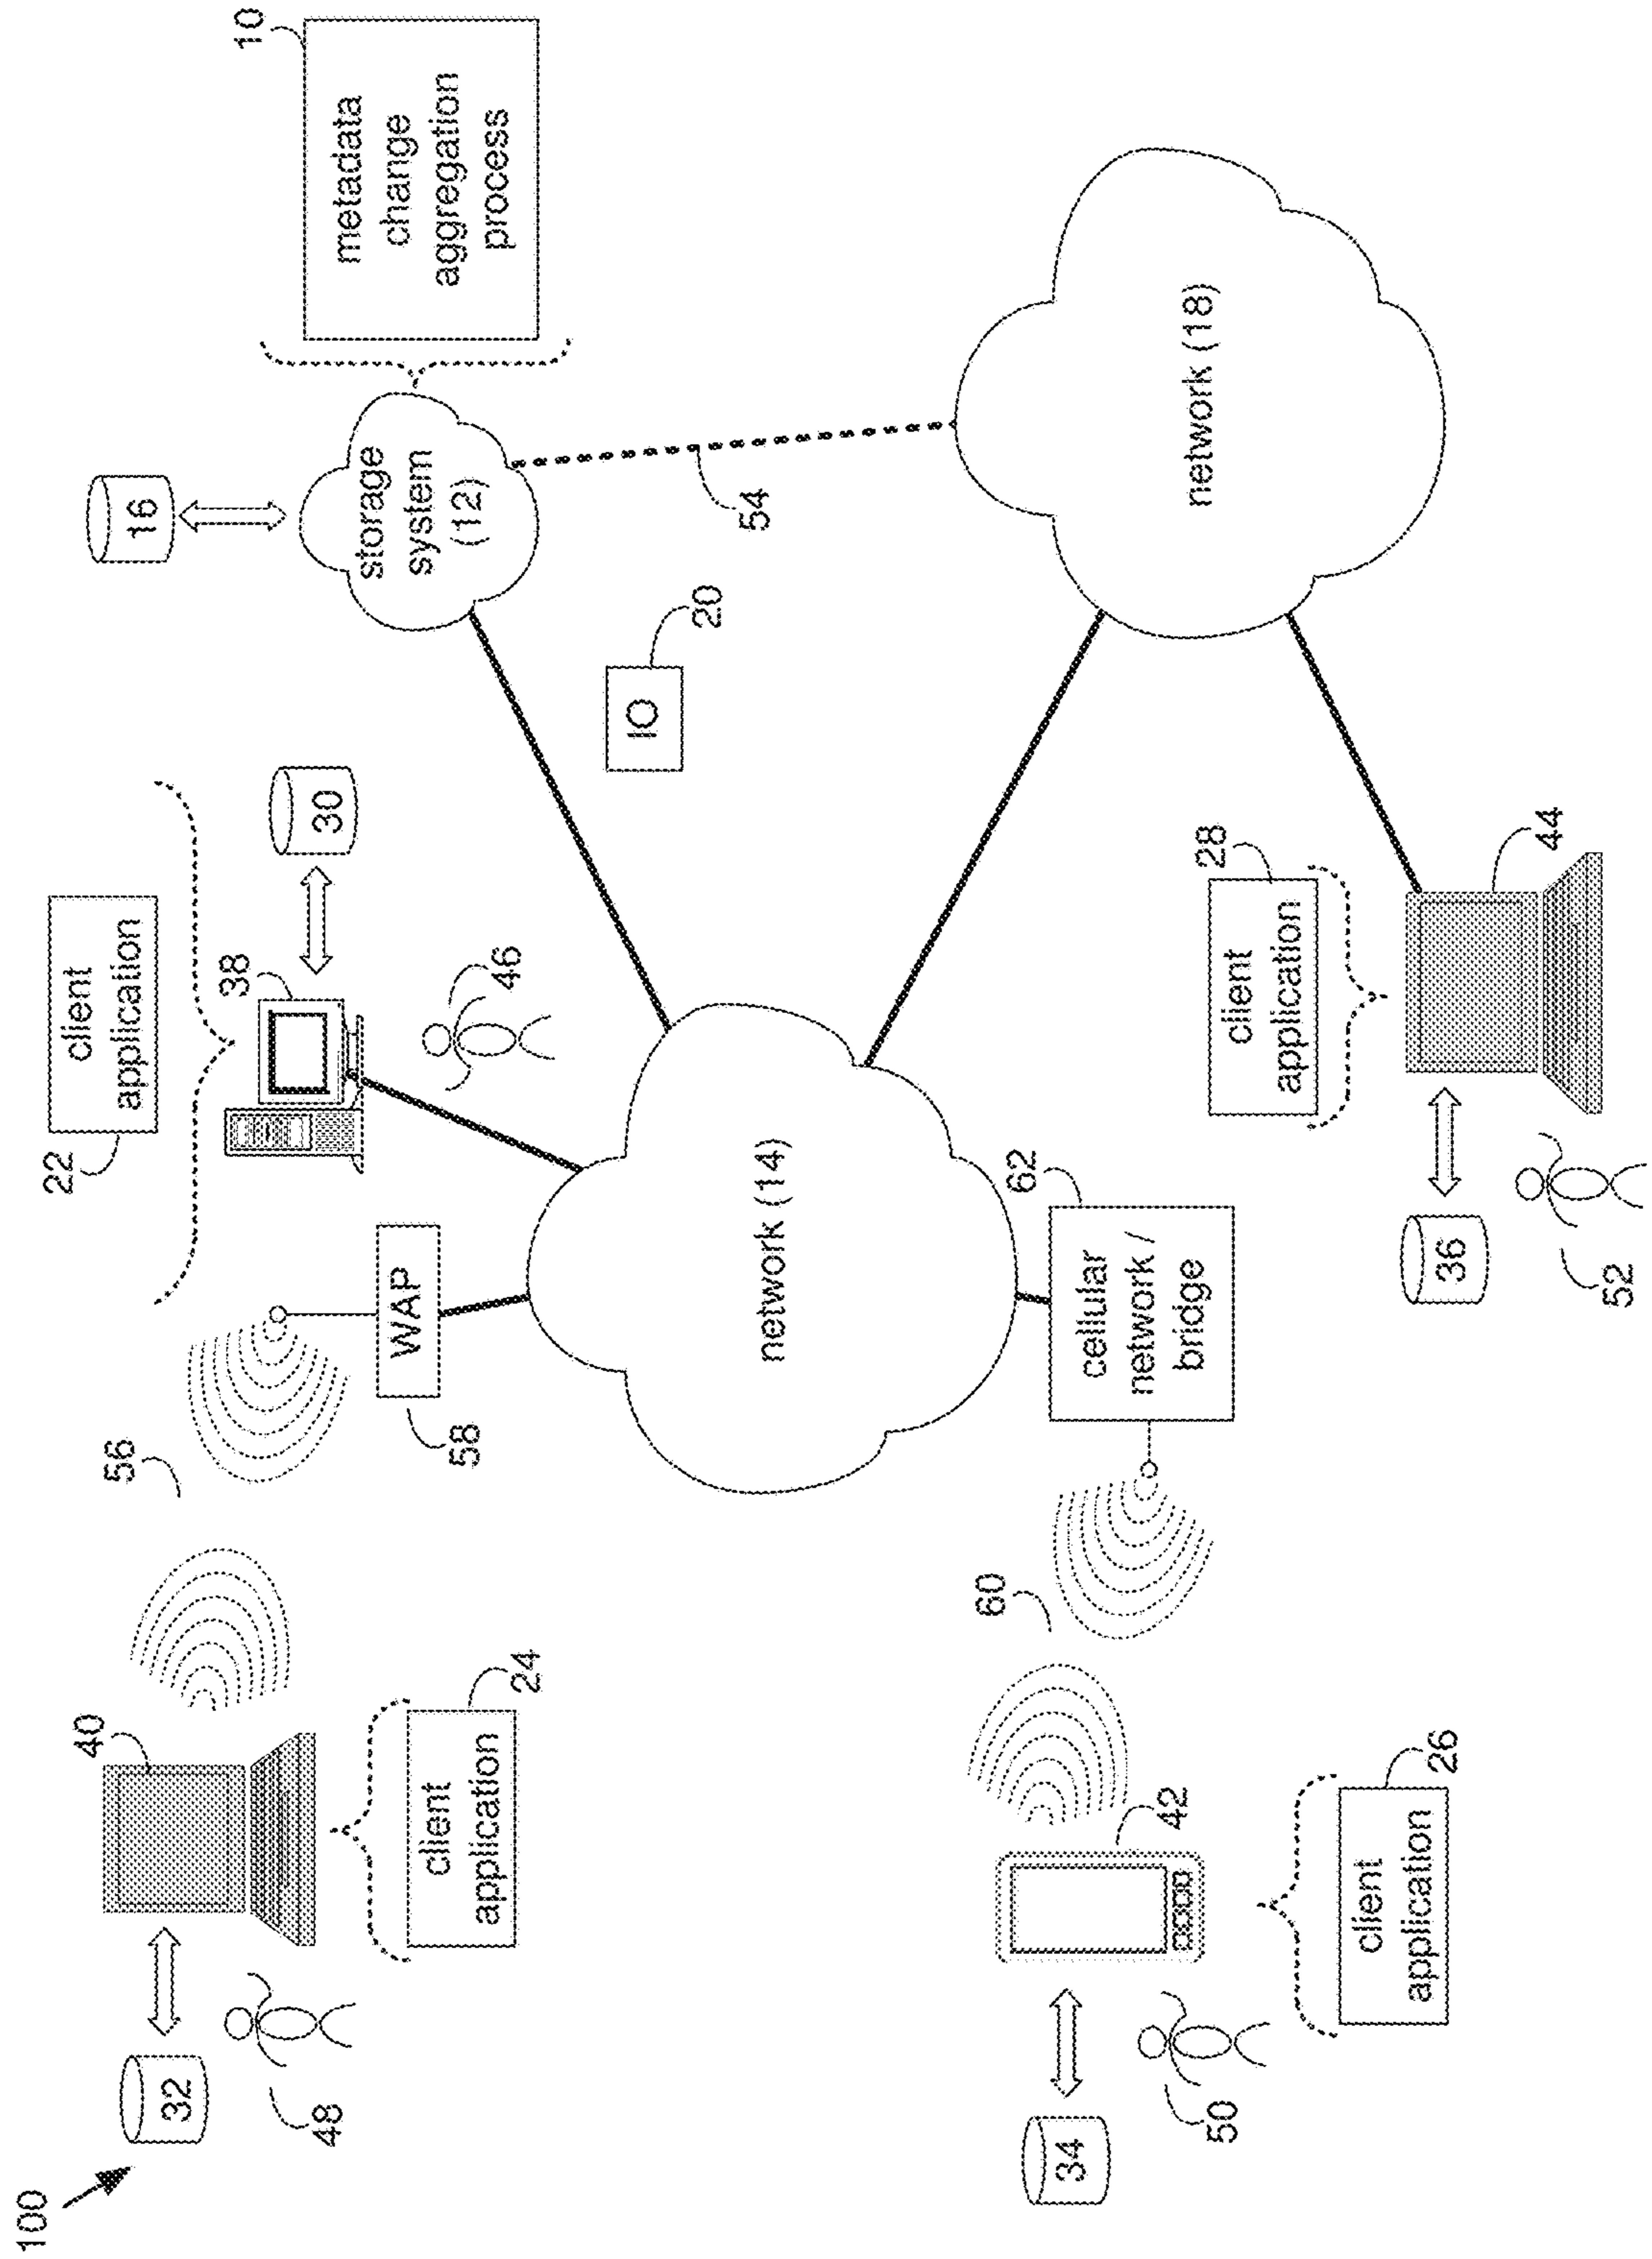 100
32
48
40
client
application
24
56
58
WAP
22
client
application
38
30
46
16
storage
system
(12)
10
metadata
change
aggregation
process
IO
20
54
network (14)
network (18)
60
62
cellular
network /
bridge
34
50
42
client
application
26
28
client
application
44
36
52